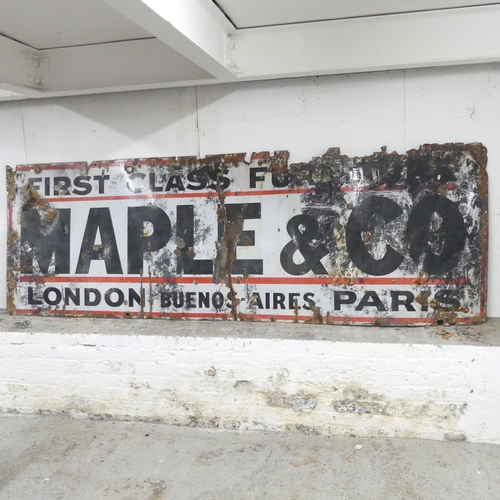 FIRST CLASS
MAPLE & CO
LONDON BUENOS-AIRES PARIS